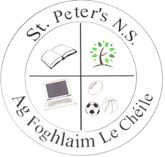 St. Peter's N.S.
Ag Foghlaim Le Chéile